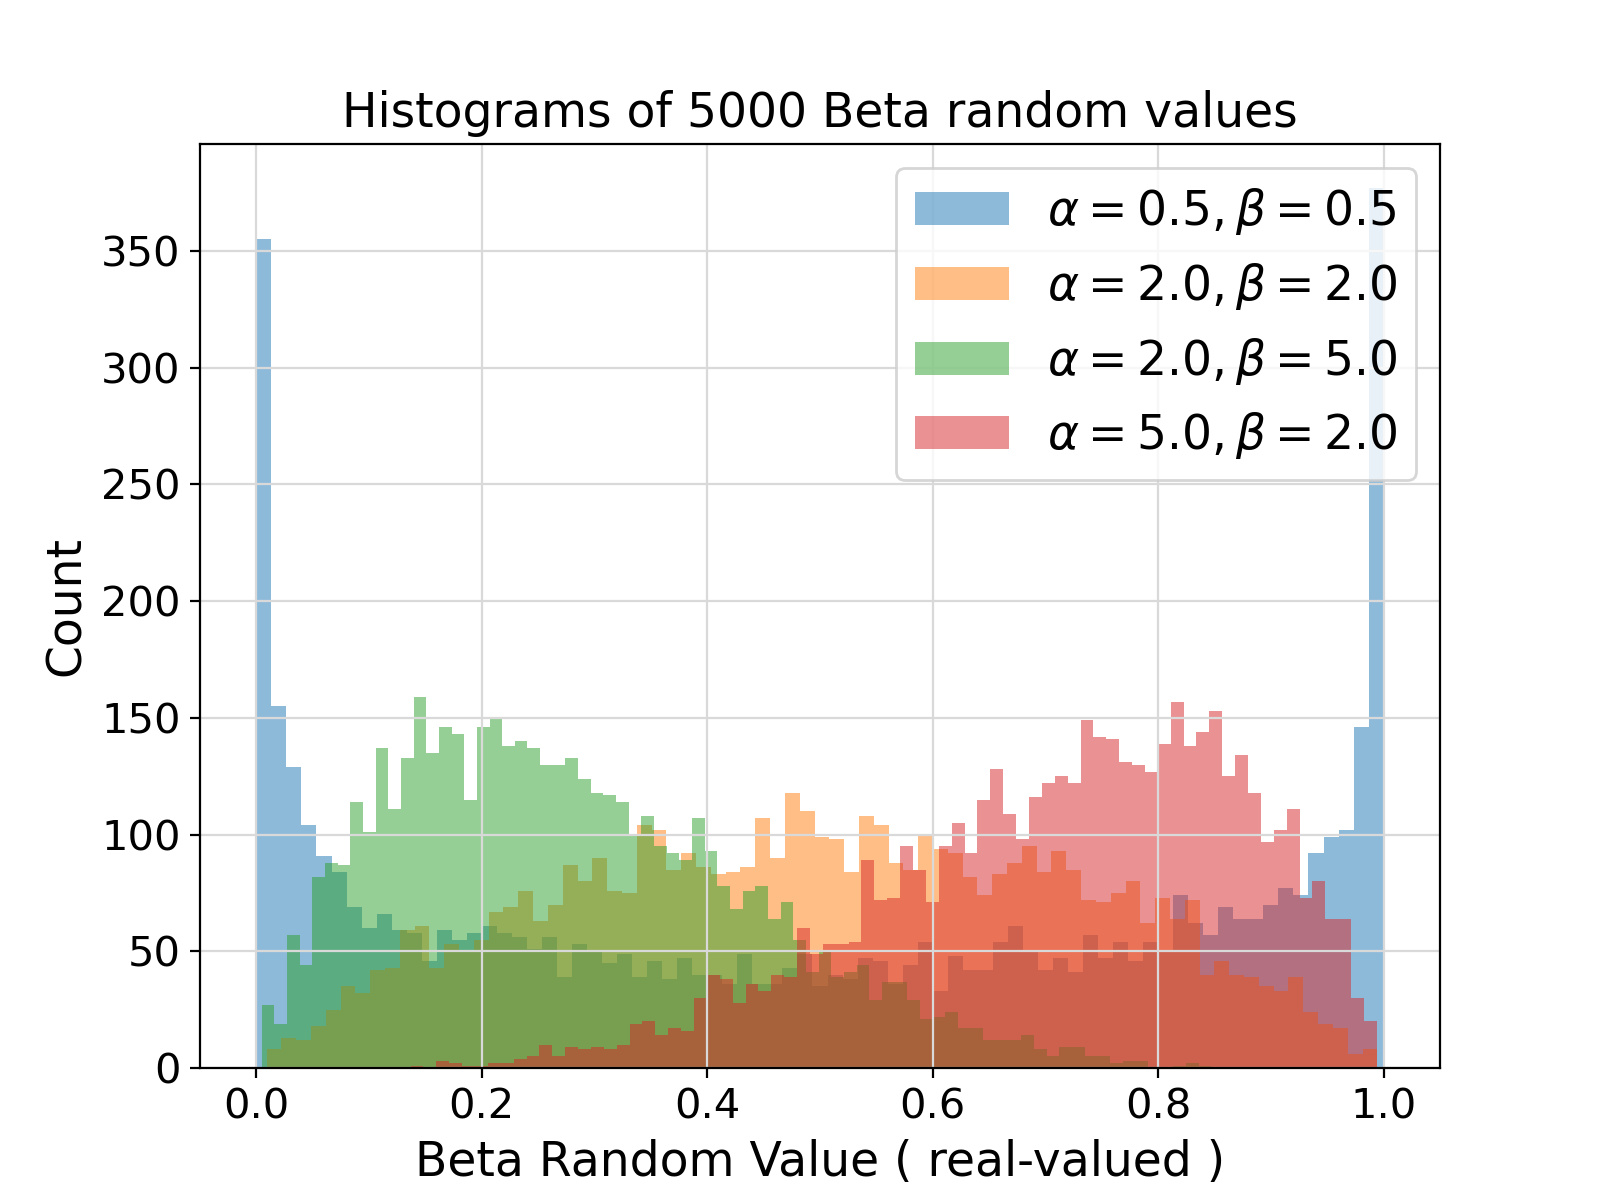 Histograms of 5000 Beta random values
α = 0.5, β = 0.5
α = 2.0, β = 2.0
α = 2.0, β = 5.0
α = 5.0, β = 2.0
350
300
250
200
150
100
50
0
Count
0.0 0.2 0.4 0.6 0.8 1.0
Beta Random Value ( real-valued )